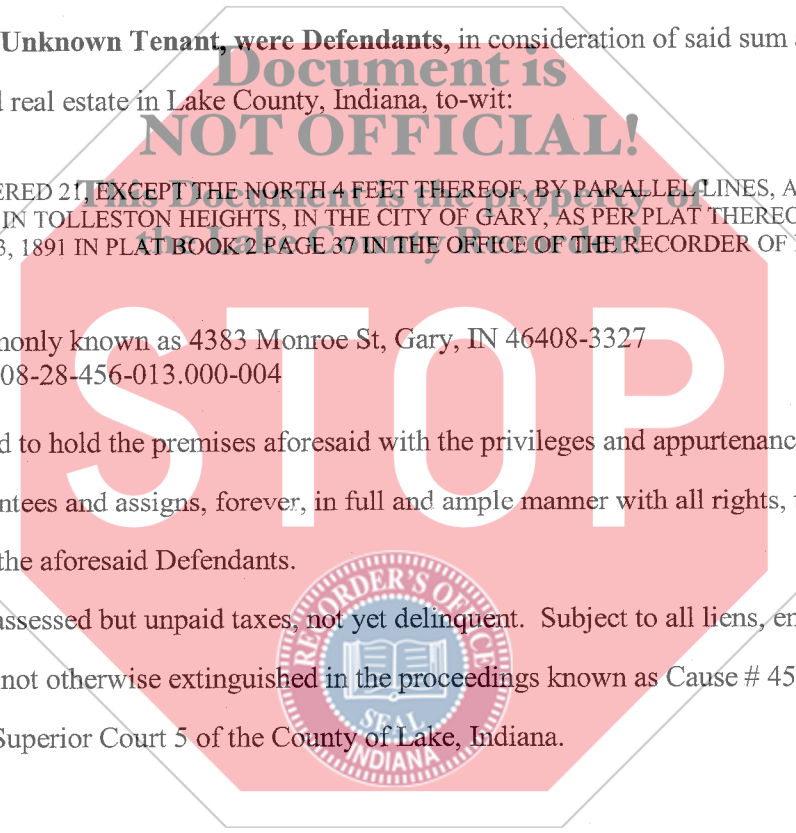 Unknown Tenant, were Defendants, in consideration of said sum
Document is
real estate in Lake County, Indiana, to-wit:
NOT OFFICIAL!
ERED 21, EXCEPT THE NORTH 4 FEET THEREOF, BY PARALLEL LINES, A
This Document is the property of
IN TOLLESTON HEIGHTS, IN THE CITY OF GARY, AS PER PLAT THEREO
the Lake County Recorder!
3, 1891 IN PLAT BOOK 2 PAGE 37 IN THE OFFICE OF THE RECORDER OF
monly known as 4383 Monroe St, Gary, IN 46408-3327
08-28-456-013.000-004
STOP
d to hold the premises aforesaid with the privileges and appurtenanc
ntees and assigns, forever, in full and ample manner with all rights,
the aforesaid Defendants.
assessed but unpaid taxes, not yet delinquent. Subject to all liens, en
not otherwise extinguished in the proceedings known as Cause # 45
Superior Court 5 of the County of Lake, Indiana.
RECORDER'S OFFICE
SEAL
INDIANA